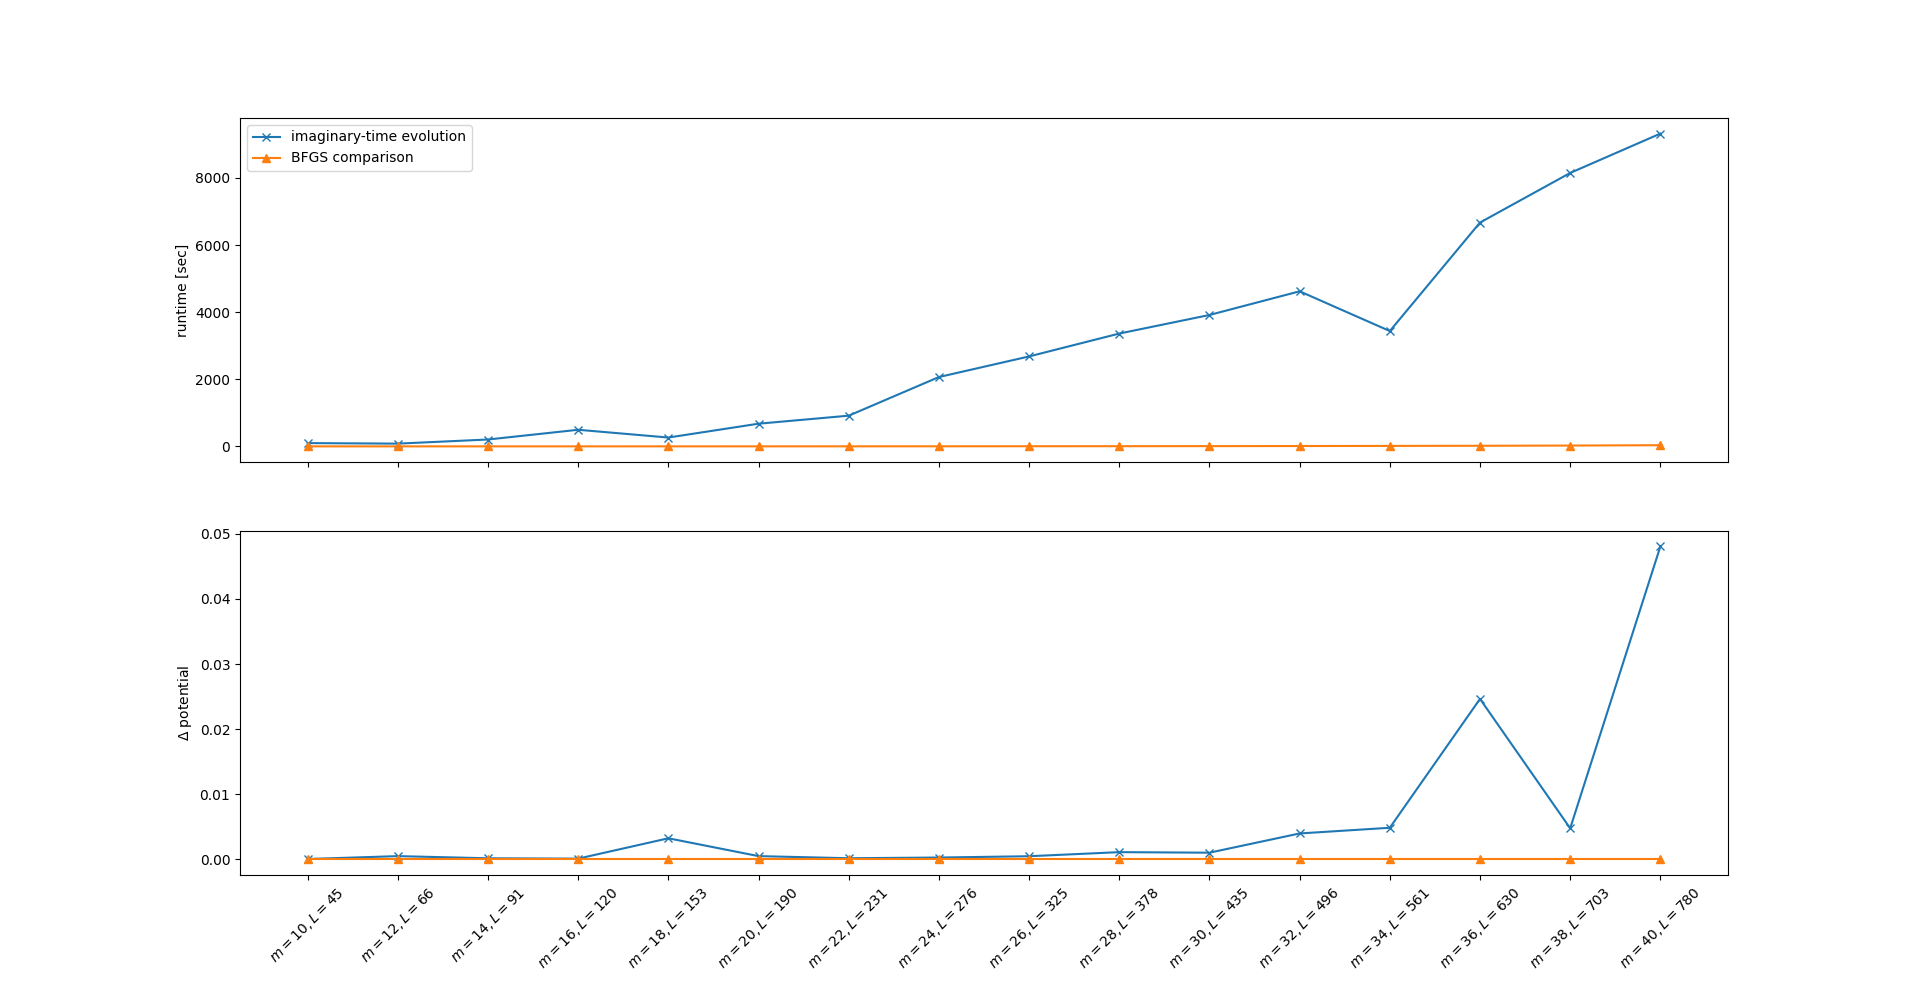 imaginary-time evolution
BFGS comparison
runtime [sec]
8000
6000
4000
2000
0
Δ potential
0.05
0.04
0.03
0.02
0.01
0.00
m = 10, L = 45
m = 12, L = 66
m = 14, L = 91
m = 16, L = 120
m = 18, L = 153
m = 20, L = 190
m = 22, L = 231
m = 24, L = 276
m = 26, L = 325
m = 28, L = 378
m = 30, L = 435
m = 32, L = 496
m = 34, L = 561
m = 36, L = 630
m = 38, L = 703
m = 40, L = 780